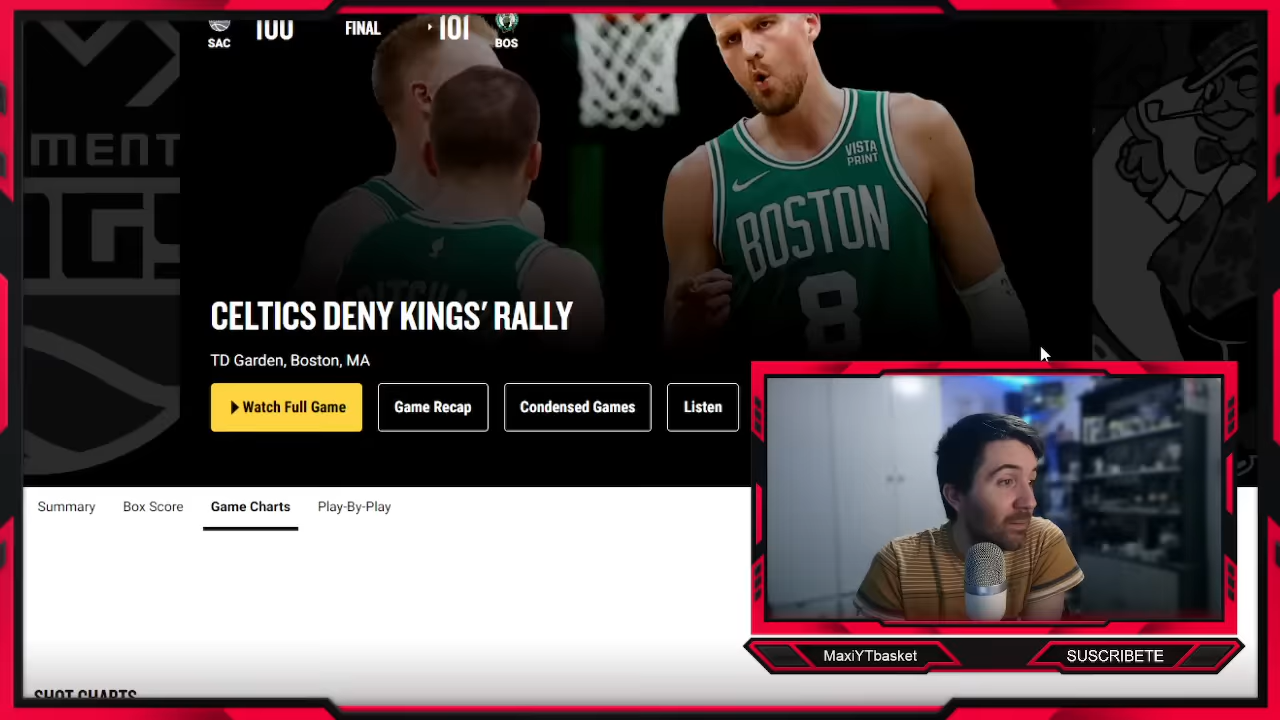 SAC
100
FINAL
101
BOS
MENT
VISTA
PRINT
BOSTON
8
CELTICS DENY KINGS' RALLY
TD Garden, Boston, MA
Watch Full Game
Game Recap
Condensed Games
Listen
Summary
Box Score
Game Charts
Play-By-Play
SHOT CHARTS
MaxiYTbasket
SUSCRIBETE